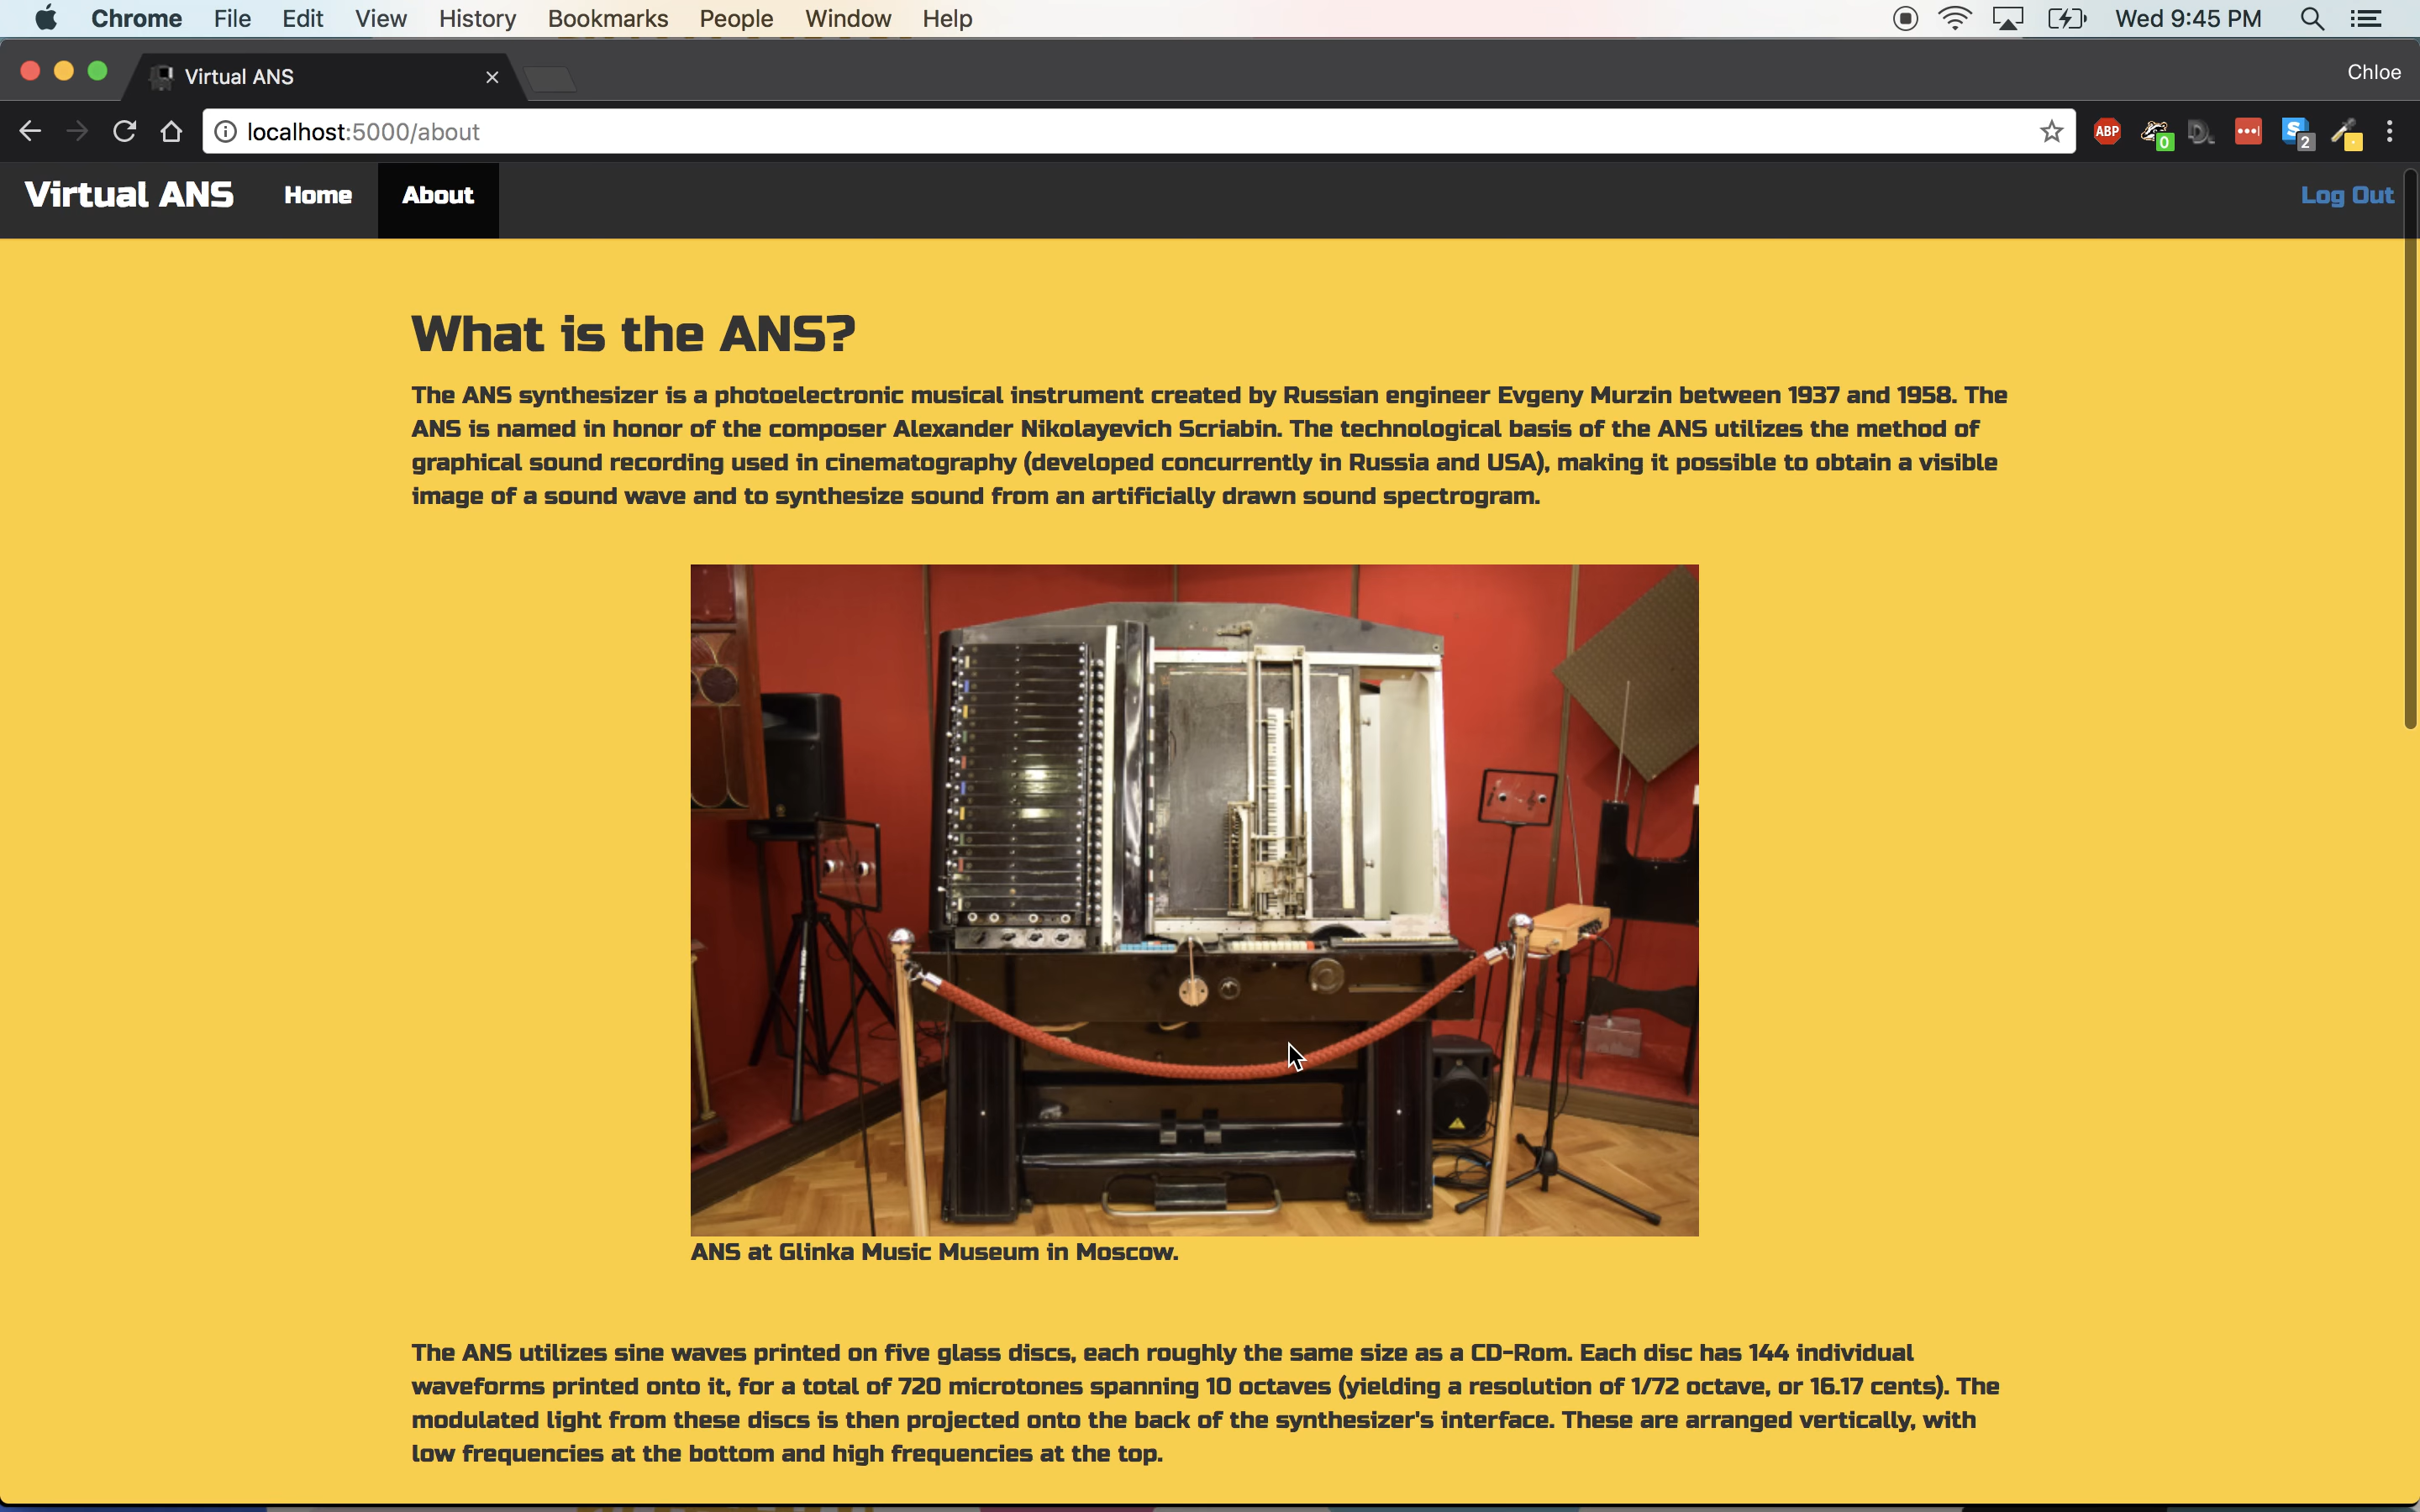 Chrome File Edit View History Bookmarks People Window Help Wed 9:45 PM
Virtual ANS Chloe
localhost:5000/about ABP 0 D. S 2
Virtual ANS Home About Log Out
What is the ANS?
The ANS synthesizer is a photoelectronic musical instrument created by Russian engineer Evgeny Murzin between 1937 and 1958. The
ANS is named in honor of the composer Alexander Nikolayevich Scriabin. The technological basis of the ANS utilizes the method of
graphical sound recording used in cinematography (developed concurrently in Russia and USA), making it possible to obtain a visible
image of a sound wave and to synthesize sound from an artificially drawn sound spectrogram.
ANS at Glinka Music Museum in Moscow.
The ANS utilizes sine waves printed on five glass discs, each roughly the same size as a CD-Rom. Each disc has 144 individual
waveforms printed onto it, for a total of 720 microtones spanning 10 octaves (yielding a resolution of 1/72 octave, or 16.17 cents). The
modulated light from these discs is then projected onto the back of the synthesizer's interface. These are arranged vertically, with
low frequencies at the bottom and high frequencies at the top.